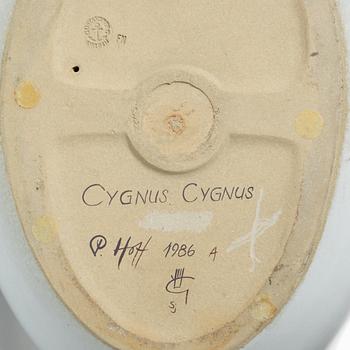 CYGNUS. CYGNUS
P. Hoff 1986 A